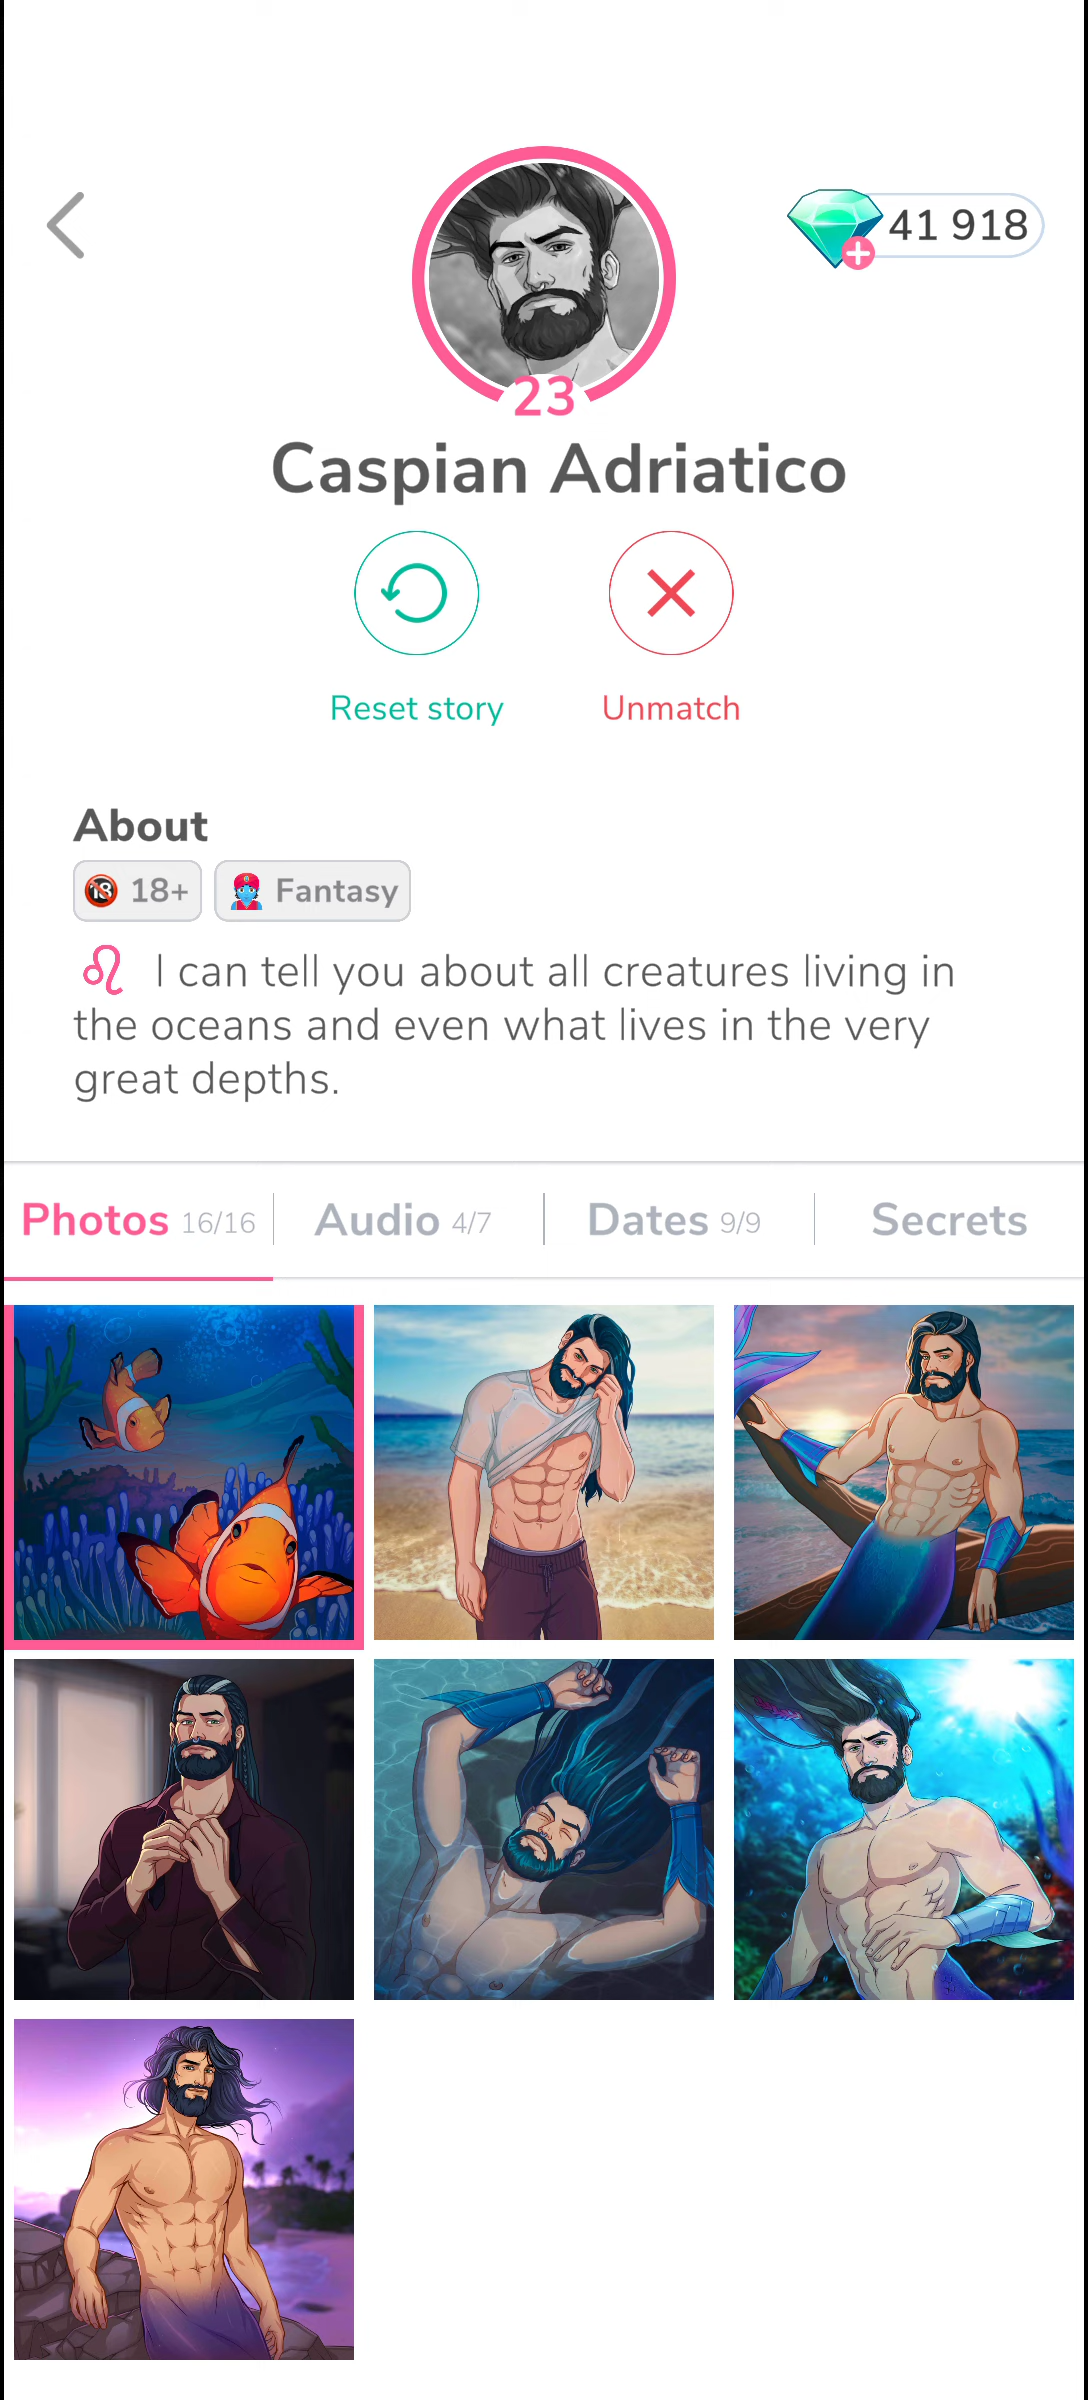 41 918
23
Caspian Adriatico
Reset story
Unmatch
About
18 18+
Fantasy
I can tell you about all creatures living in
the oceans and even what lives in the very
great depths.
Photos 16/16
Audio 4/7
Dates 9/9
Secrets